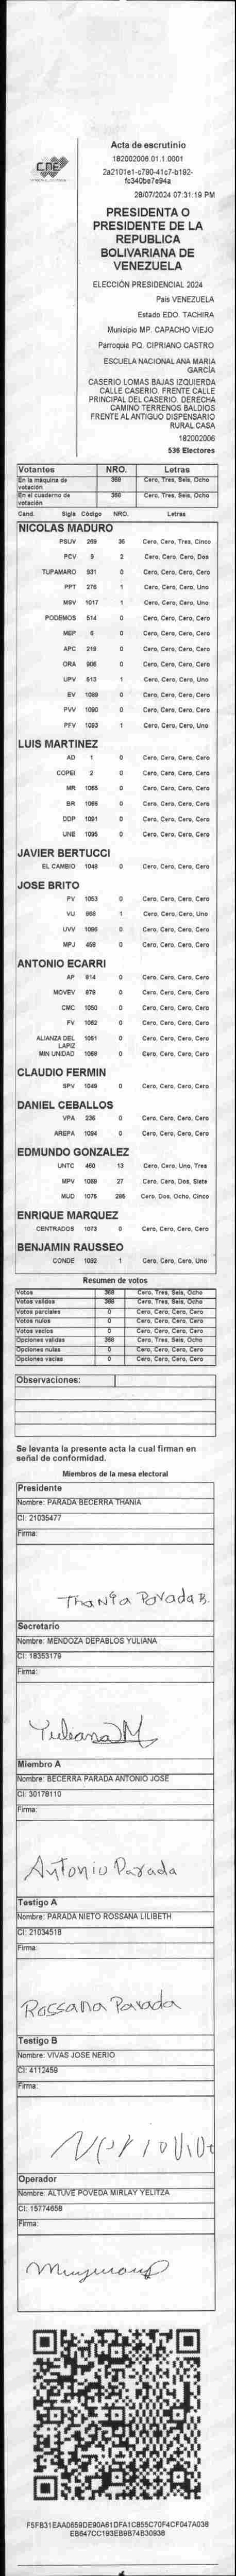 CNE
Acta de escrutinio
182002006.01.1.0001
2a2101e1-c790-41c7-b192-
fc340be7e94a
28/07/2024 07:31:19 PM
PRESIDENTA O
PRESIDENTE DE LA
REPUBLICA
BOLIVARIANA DE
VENEZUELA
ELECCIÓN PRESIDENCIAL 2024
País VENEZUELA
Estado EDO. TACHIRA
Municipio MP. CAPACHO VIEJO
Parroquia PQ. CIPRIANO CASTRO
ESCUELA NACIONAL ANA MARIA
GARCÍA
CASERIO LOMAS BAJAS IZQUIERDA
CALLE CASERIO. FRENTE CALLE
PRINCIPAL DEL CASERIO. DERECHA
CAMINO TERRENOS BALDIOS
FRENTE AL ANTIGUO DISPENSARIO
RURAL CASA
182002006
536 Electores
Votantes NRO. Letras
En la máquina de votación 368 Cero, Tres, Seis, Ocho
En el cuaderno de votación 368 Cero, Tres, Seis, Ocho
Cand Sigla Código NRO. Letras
NICOLAS MADURO
PSUV 269 35 Cero, Cero, Tres, Cinco
PCV 9 2 Cero, Cero, Cero, Dos
TUPAMARO 931 0 Cero, Cero, Cero, Cero
PPT 276 1 Cero, Cero, Cero, Uno
MSV 1017 1 Cero, Cero, Cero, Uno
PODEMOS 514 0 Cero, Cero, Cero, Cero
MEP 6 0 Cero, Cero, Cero, Cero
APC 219 0 Cero, Cero, Cero, Cero
ORA 906 0 Cero, Cero, Cero, Cero
UPV 513 1 Cero, Cero, Cero, Uno
EV 1089 0 Cero, Cero, Cero, Cero
PVV 1090 0 Cero, Cero, Cero, Cero
PFV 1093 1 Cero, Cero, Cero, Uno
LUIS MARTINEZ
AD 1 0 Cero, Cero, Cero, Cero
COPEI 2 0 Cero, Cero, Cero, Cero
MR 1065 0 Cero, Cero, Cero, Cero
BR 1066 0 Cero, Cero, Cero, Cero
DDP 1091 0 Cero, Cero, Cero, Cero
UNE 1095 0 Cero, Cero, Cero, Cero
JAVIER BERTUCCI
EL CAMBIO 1048 0 Cero, Cero, Cero, Cero
JOSE BRITO
PV 1053 0 Cero, Cero, Cero, Cero
VU 968 1 Cero, Cero, Cero, Uno
UVV 1096 0 Cero, Cero, Cero, Cero
MPJ 458 0 Cero, Cero, Cero, Cero
ANTONIO ECARRI
AP 914 0 Cero, Cero, Cero, Cero
MOVEV 979 0 Cero, Cero, Cero, Cero
CMC 1050 0 Cero, Cero, Cero, Cero
FV 1062 0 Cero, Cero, Cero, Cero
ALIANZA DEL LAPIZ 1051 0 Cero, Cero, Cero, Cero
MIN UNIDAD 1068 0 Cero, Cero, Cero, Cero
CLAUDIO FERMIN
SPV 1049 0 Cero, Cero, Cero, Cero
DANIEL CEBALLOS
VPA 236 0 Cero, Cero, Cero, Cero
AREPA 1094 0 Cero, Cero, Cero, Cero
EDMUNDO GONZALEZ
UNTC 460 13 Cero, Cero, Uno, Tres
MPV 1069 27 Cero, Cero, Dos, Siete
MUD 1075 285 Cero, Dos, Ocho, Cinco
ENRIQUE MARQUEZ
CENTRADOS 1073 0 Cero, Cero, Cero, Cero
BENJAMIN RAUSSEO
CONDE 1092 1 Cero, Cero, Cero, Uno
Resumen de votos
Votos 368 Cero, Tres, Seis, Ocho
Votos validos 368 Cero, Tres, Seis, Ocho
Votos parciales 0 Cero, Cero, Cero, Cero
Votos nulos 0 Cero, Cero, Cero, Cero
Votos vacios 0 Cero, Cero, Cero, Cero
Opciones validas 368 Cero, Tres, Seis, Ocho
Opciones nulas 0 Cero, Cero, Cero, Cero
Opciones vacias 0 Cero, Cero, Cero, Cero
Observaciones:
Se levanta la presente acta la cual firman en
señal de conformidad.
Miembros de la mesa electoral
Presidente
Nombre: PARADA BECERRA THANIA
CI: 21035477
Firma:
Thania Parada B.
Secretario
Nombre: MENDOZA DEPABLOS YULIANA
CI: 18353179
Firma:
Yuliana M
Miembro A
Nombre: BECERRA PARADA ANTONIO JOSE
CI: 30178110
Firma:
Antonio Parada
Testigo A
Nombre: PARADA NIETO ROSSANA LILIBETH
CI: 21034518
Firma:
Rossana Parada
Testigo B
Nombre: VIVAS JOSE NERIO
CI: 4112459
Firma:
Operador
Nombre: ALTUVE POVEDA MIRLAY YELITZA
CI: 15774658
Firma:
F5FB31EAAD859DE90A61DFA1C855C70F4CF047A038
EB647CC193EB9B74B30938